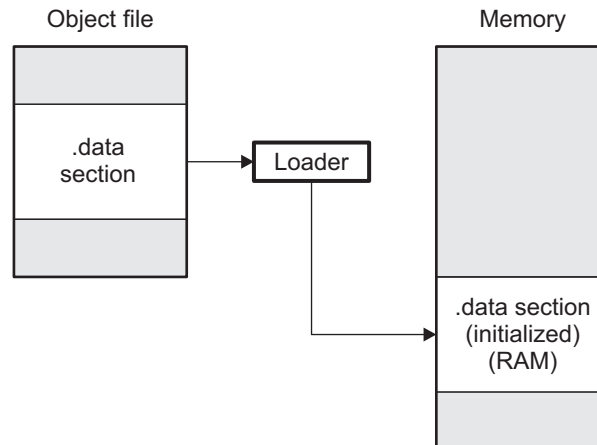 Object file
Memory
.data
section
Loader
.data section
(initialized)
(RAM)